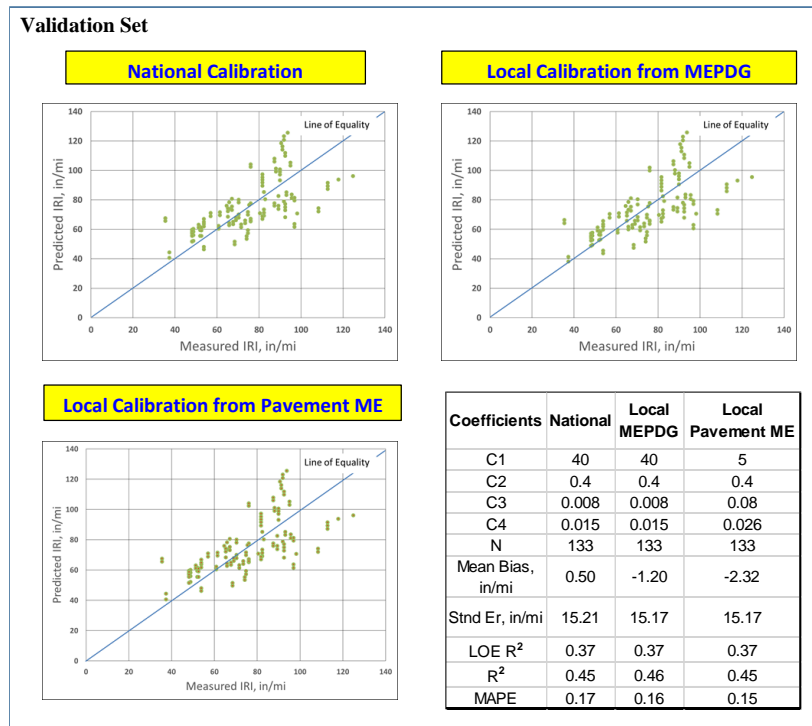 Validation Set
National Calibration
Local Calibration from MEPDG
140
120
100
80
60
40
20
0
Predicted IRI, in/mi
Line of Equality
0 20 40 60 80 100 120 140
Measured IRI, in/mi
140
120
100
80
60
40
20
0
Predicted IRI, in/mi
Line of Equality
0 20 40 60 80 100 120 140
Measured IRI, in/mi
Local Calibration from Pavement ME
140
120
100
80
60
40
20
0
Predicted IRI, in/mi
Line of Equality
0 20 40 60 80 100 120 140
Measured IRI, in/mi
Coefficients National Local MEPDG Local Pavement ME
C1 40 40 5
C2 0.4 0.4 0.4
C3 0.008 0.008 0.08
C4 0.015 0.015 0.026
N 133 133 133
Mean Bias, in/mi 0.50 -1.20 -2.32
Stnd Er, in/mi 15.21 15.17 15.17
LOE R² 0.37 0.37 0.37
R² 0.45 0.46 0.45
MAPE 0.17 0.16 0.15